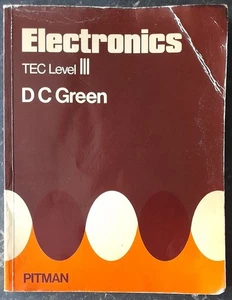 Electronics
TEC Level III
D C Green
PITMAN